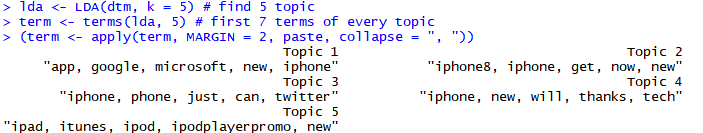 > lda <- LDA(dtm, k = 5) # find 5 topic
> term <- terms(lda, 5) # first 7 terms of every topic
> (term <- apply(term, MARGIN = 2, paste, collapse = ", "))
Topic 1 Topic 2
"app, google, microsoft, new, iphone" "iphone8, iphone, get, now, new"
Topic 3 Topic 4
"iphone, phone, just, can, twitter" "iphone, new, will, thanks, tech"
Topic 5
"ipad, itunes, ipod, ipodplayerpromo, new"